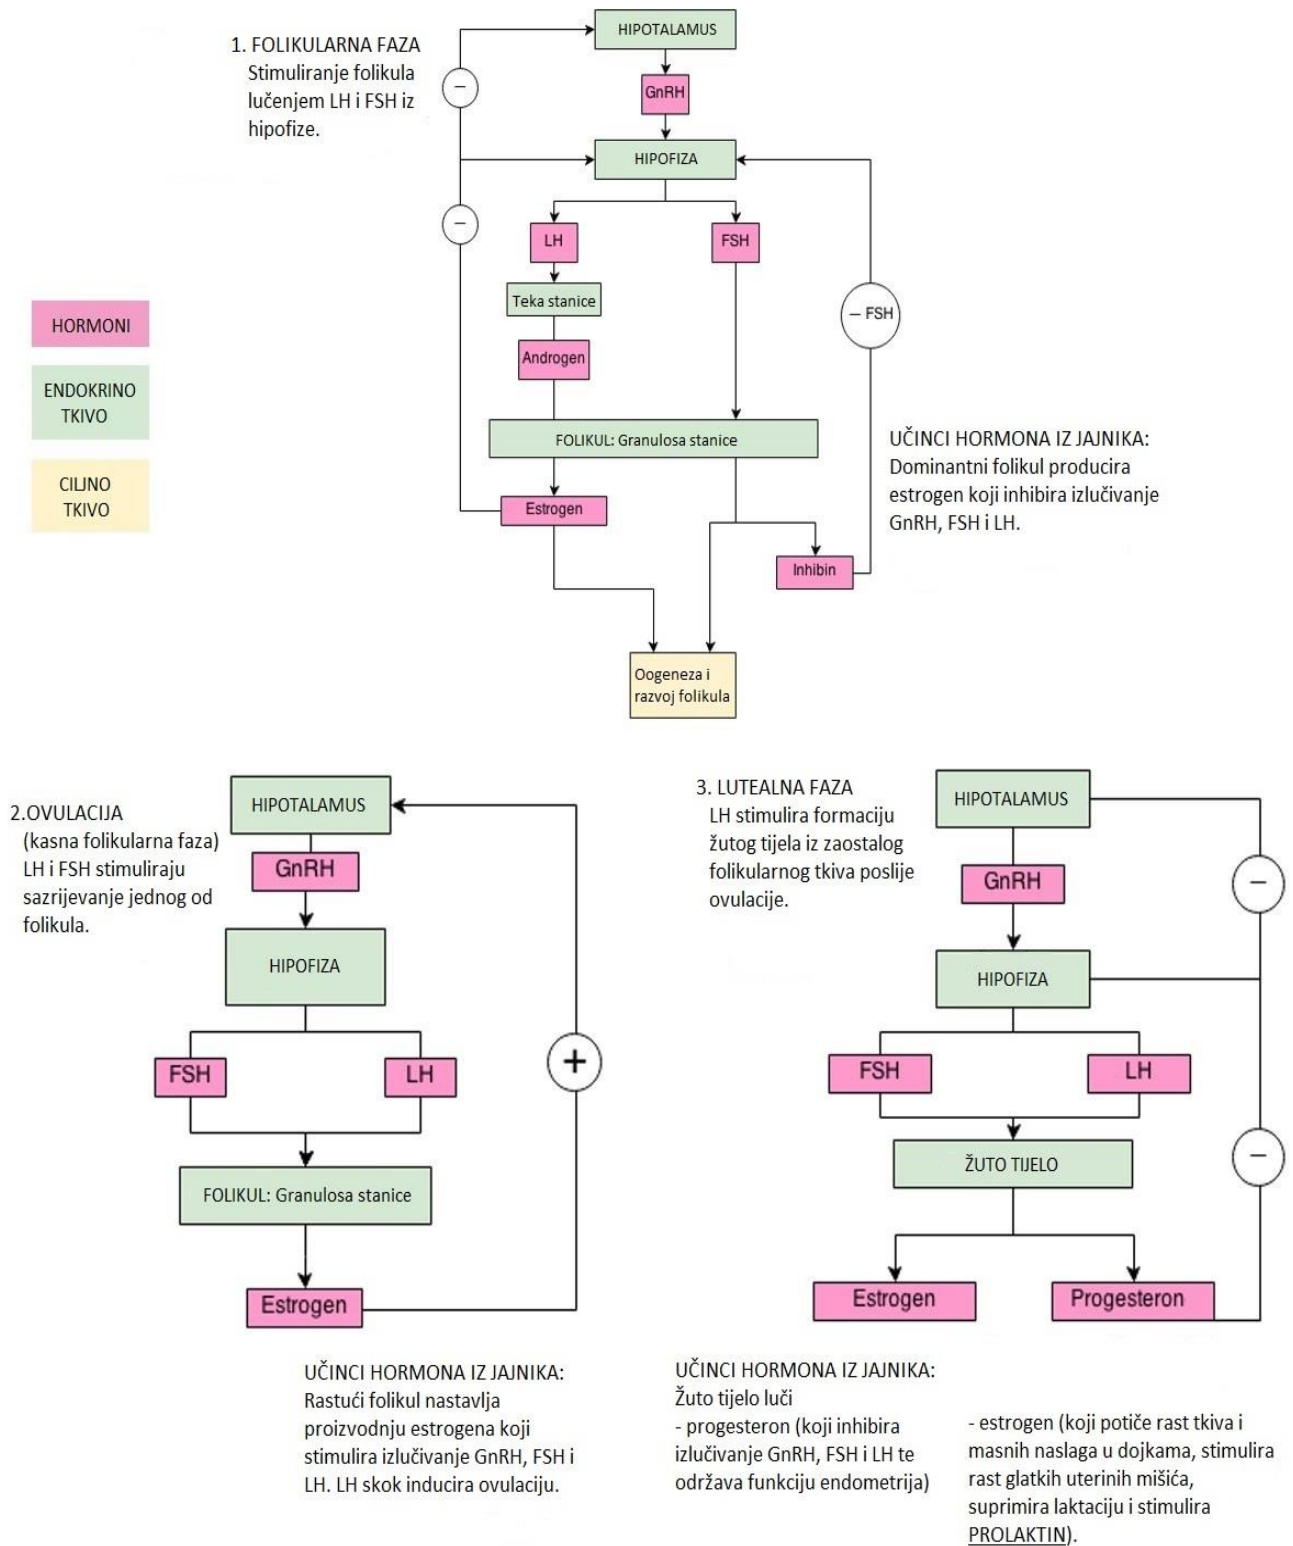 1. FOLIKULARNA FAZA
Stimuliranje folikula
lučenjem LH i FSH iz
hipofize.
HIPOTALAMUS
GnRH
HIPOFIZA
−
−
LH
FSH
Teka stanice
Androgen
− FSH
FOLIKUL: Granulosa stanice
Estrogen
Inhibin
Oogeneza i
razvoj folikula
HORMONI
ENDOKRINO
TKIVO
CILJNO
TKIVO
UČINCI HORMONA IZ JAJNIKA:
Dominantni folikul producira
estrogen koji inhibira izlučivanje
GnRH, FSH i LH.
2.OVULACIJA
(kasna folikularna faza)
LH i FSH stimuliraju
sazrijevanje jednog od
folikula.
HIPOTALAMUS
GnRH
HIPOFIZA
FSH
LH
+
FOLIKUL: Granulosa stanice
Estrogen
UČINCI HORMONA IZ JAJNIKA:
Rastući folikul nastavlja
proizvodnju estrogena koji
stimulira izlučivanje GnRH, FSH i
LH. LH skok inducira ovulaciju.
3. LUTEALNA FAZA
LH stimulira formaciju
žutog tijela iz zaostalog
folikularnog tkiva poslije
ovulacije.
HIPOTALAMUS
GnRH
−
HIPOFIZA
FSH
LH
ŽUTO TIJELO
−
Estrogen
Progesteron
UČINCI HORMONA IZ JAJNIKA:
Žuto tijelo luči
- progesteron (koji inhibira
izlučivanje GnRH, FSH i LH te
održava funkciju endometrija)
- estrogen (koji potiče rast tkiva i
masnih naslaga u dojkama, stimulira
rast glatkih uterinih mišića,
suprimira laktaciju i stimulira
PROLAKTIN).